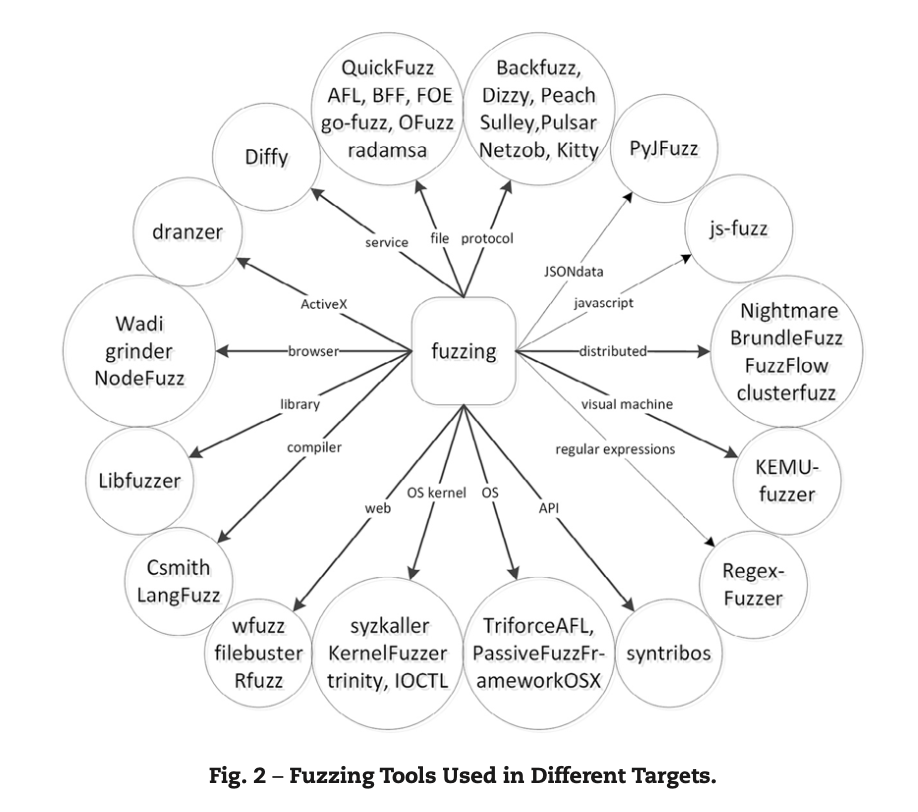 QuickFuzz
AFL, BFF, FOE
go-fuzz, OFuzz
radamsa
Backfuzz,
Dizzy, Peach
Sulley,Pulsar
Netzob, Kitty
PyJFuzz
Diffy
js-fuzz
dranzer
service
file
protocol
JSONdata
javascript
ActiveX
Nightmare
BrundleFuzz
FuzzFlow
clusterfuzz
Wadi
grinder
NodeFuzz
browser
fuzzing
distributed
library
visual machine
compiler
regular expressions
Libfuzzer
KEMU-
fuzzer
web
OS kernel
OS
API
Csmith
LangFuzz
Regex-
Fuzzer
wfuzz
filebuster
Rfuzz
syzkaller
KernelFuzzer
trinity, IOCTL
TriforceAFL,
PassiveFuzzFr-
ameworkOSX
syntribos
Fig. 2 – Fuzzing Tools Used in Different Targets.